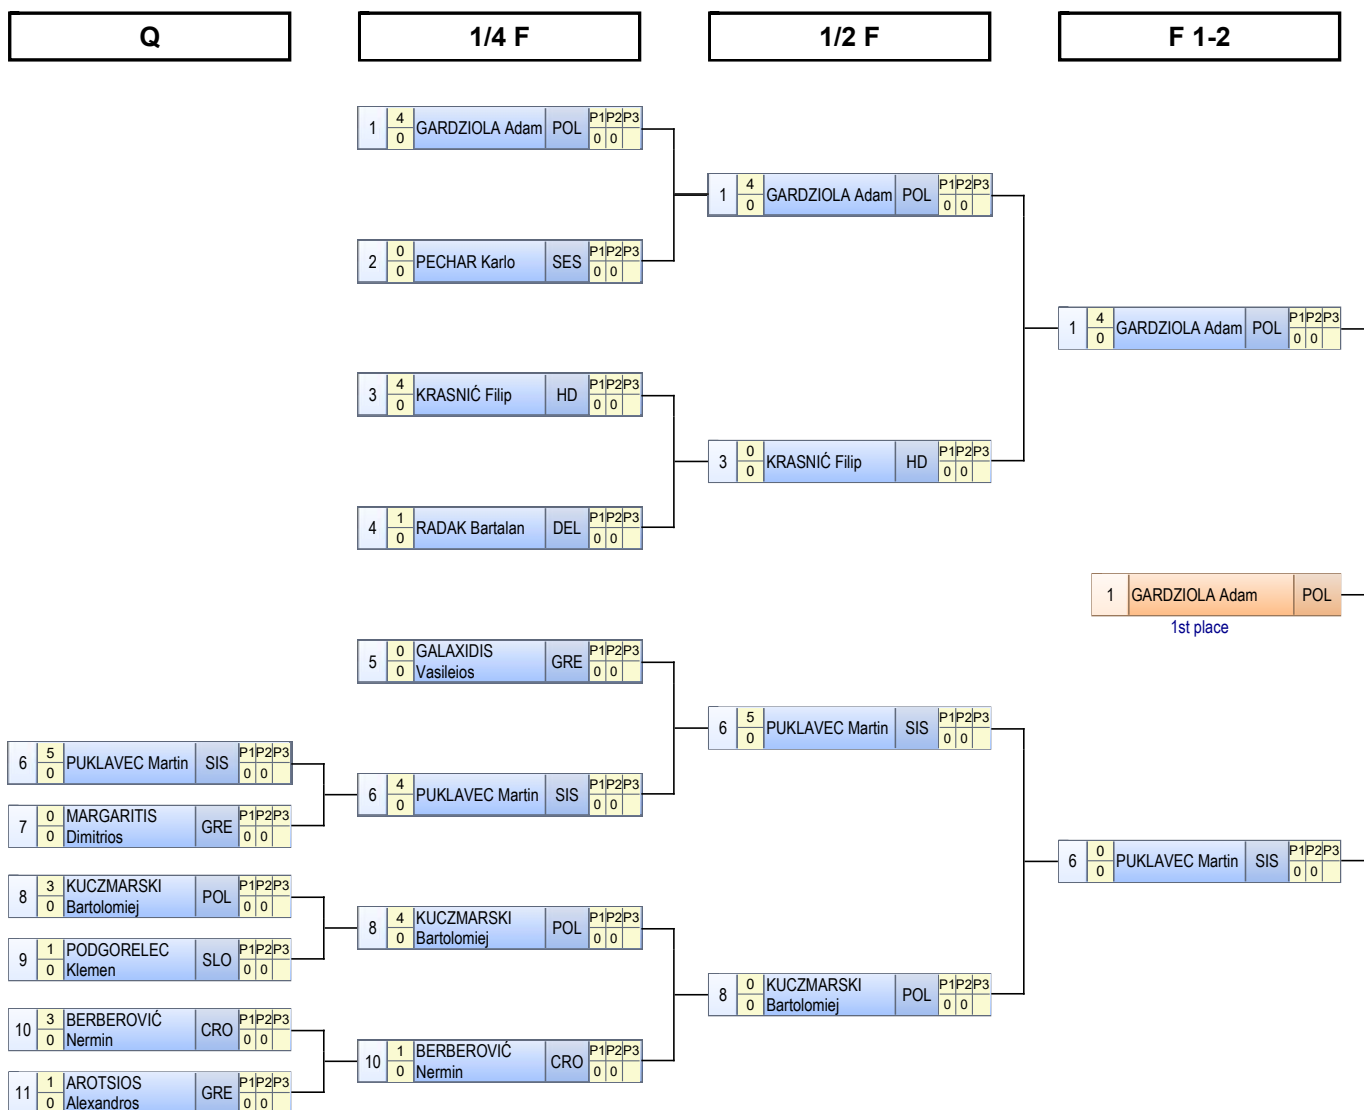 Q
1/4 F
1/2 F
F 1-2
1 4 0 GARDZIOLA Adam POL P1 P2 P3 0 0
2 0 0 PECHAR Karlo SES P1 P2 P3 0 0
3 4 0 KRASNIĆ Filip HD P1 P2 P3 0 0
4 1 0 RADAK Bartalan DEL P1 P2 P3 0 0
5 0 0 GALAXIDIS
Vasileios GRE P1 P2 P3 0 0
6 5 0 PUKLAVEC Martin SIS P1 P2 P3 0 0
7 0 0 MARGARITIS
Dimitrios GRE P1 P2 P3 0 0
8 3 0 KUCZMARSKI
Bartolomiej POL P1 P2 P3 0 0
9 1 0 PODGORELEC
Klemen SLO P1 P2 P3 0 0
10 3 0 BERBEROVIĆ
Nermin CRO P1 P2 P3 0 0
11 1 0 AROTSIOS
Alexandros GRE P1 P2 P3 0 0
6 4 0 PUKLAVEC Martin SIS P1 P2 P3 0 0
8 4 0 KUCZMARSKI
Bartolomiej POL P1 P2 P3 0 0
10 1 0 BERBEROVIĆ
Nermin CRO P1 P2 P3 0 0
1 4 0 GARDZIOLA Adam POL P1 P2 P3 0 0
3 0 0 KRASNIĆ Filip HD P1 P2 P3 0 0
6 5 0 PUKLAVEC Martin SIS P1 P2 P3 0 0
8 0 0 KUCZMARSKI
Bartolomiej POL P1 P2 P3 0 0
1 4 0 GARDZIOLA Adam POL P1 P2 P3 0 0
1 GARDZIOLA Adam POL
1st place
6 0 0 PUKLAVEC Martin SIS P1 P2 P3 0 0